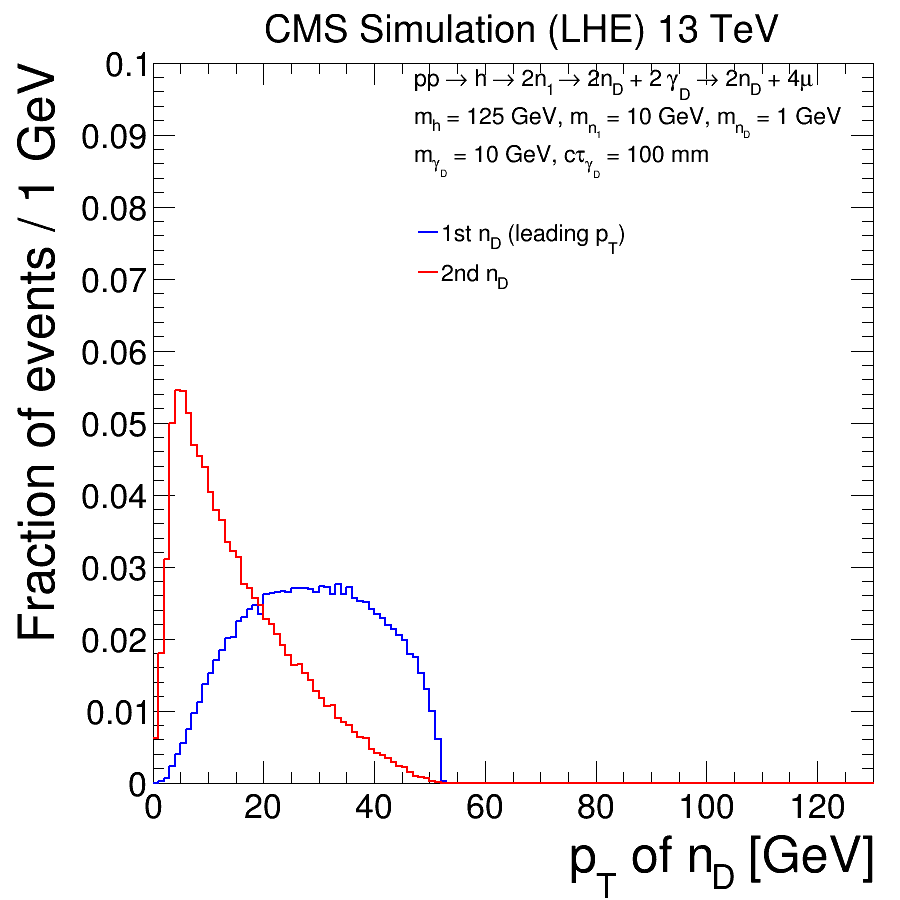 CMS Simulation (LHE) 13 TeV
Fraction of events / 1 GeV
0.1
0.09
0.08
0.07
0.06
0.05
0.04
0.03
0.02
0.01
0
pp → h → 2n₁ → 2n_D + 2 γ_D → 2n_D + 4μ
m_h = 125 GeV, m_n₁ = 10 GeV, m_n_D = 1 GeV
m_γ_D = 10 GeV, cτ_γ_D = 100 mm
1st n_D (leading p_T)
2nd n_D
0 20 40 60 80 100 120
p_T of n_D [GeV]